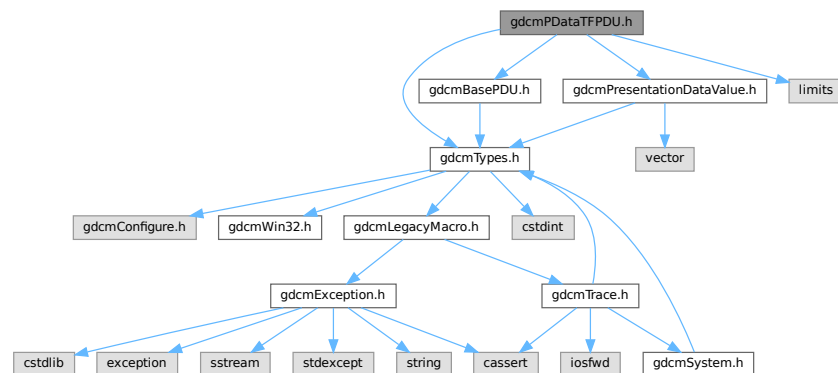 gdcmPDataTFPDU.h
gdcmBasePDU.h
gdcmPresentationDataValue.h
limits
gdcmTypes.h
vector
gdcmConfigure.h
gdcmWin32.h
gdcmLegacyMacro.h
cstdint
gdcmException.h
gdcmTrace.h
cstdlib
exception
sstream
stdexcept
string
cassert
iosfwd
gdcmSystem.h